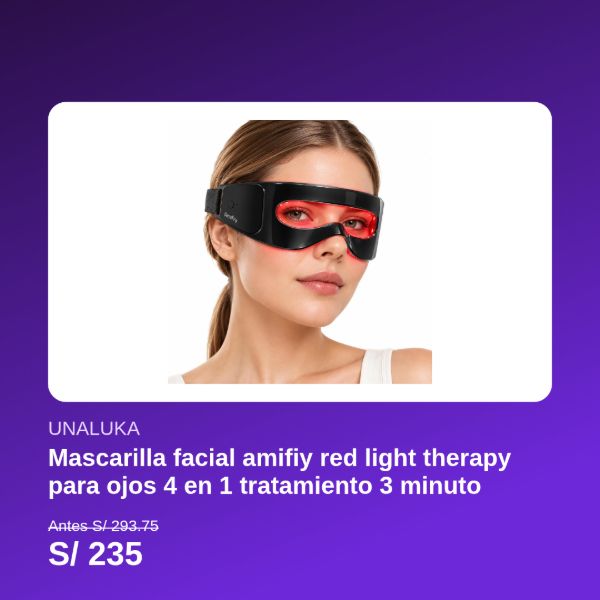 UNALUKA
Mascarilla facial amifiy red light therapy
para ojos 4 en 1 tratamiento 3 minuto
Antes S/ 293.75
S/ 235